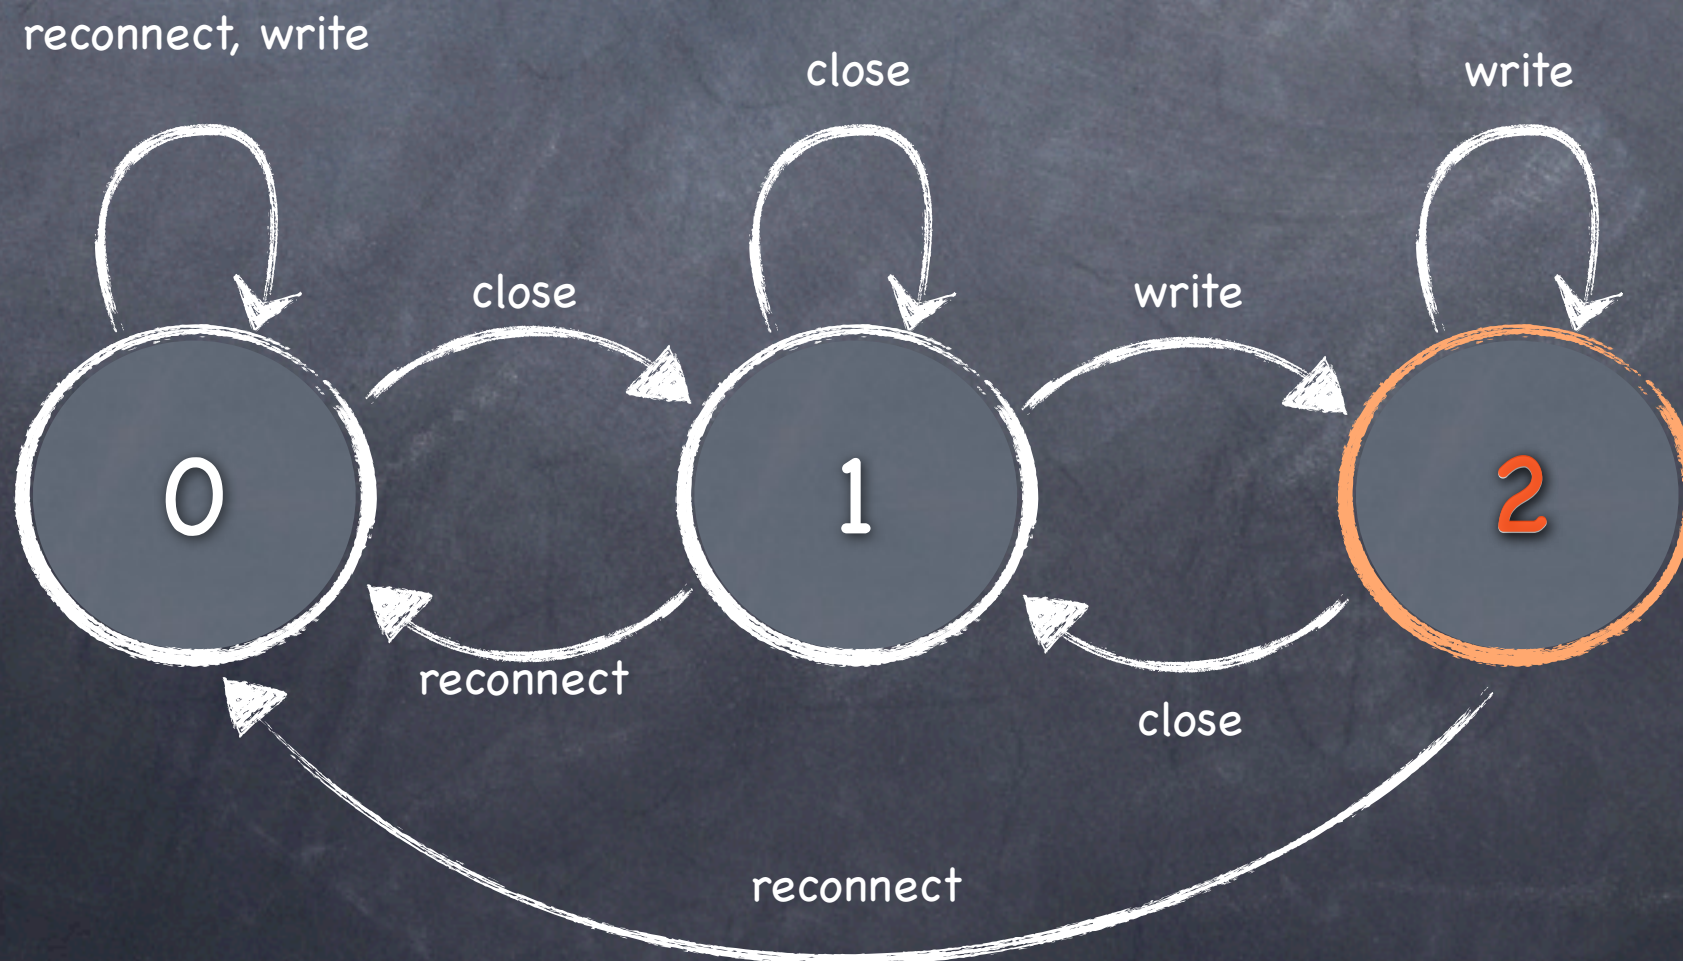 reconnect, write
close
write
close
write
0
1
2
reconnect
close
reconnect